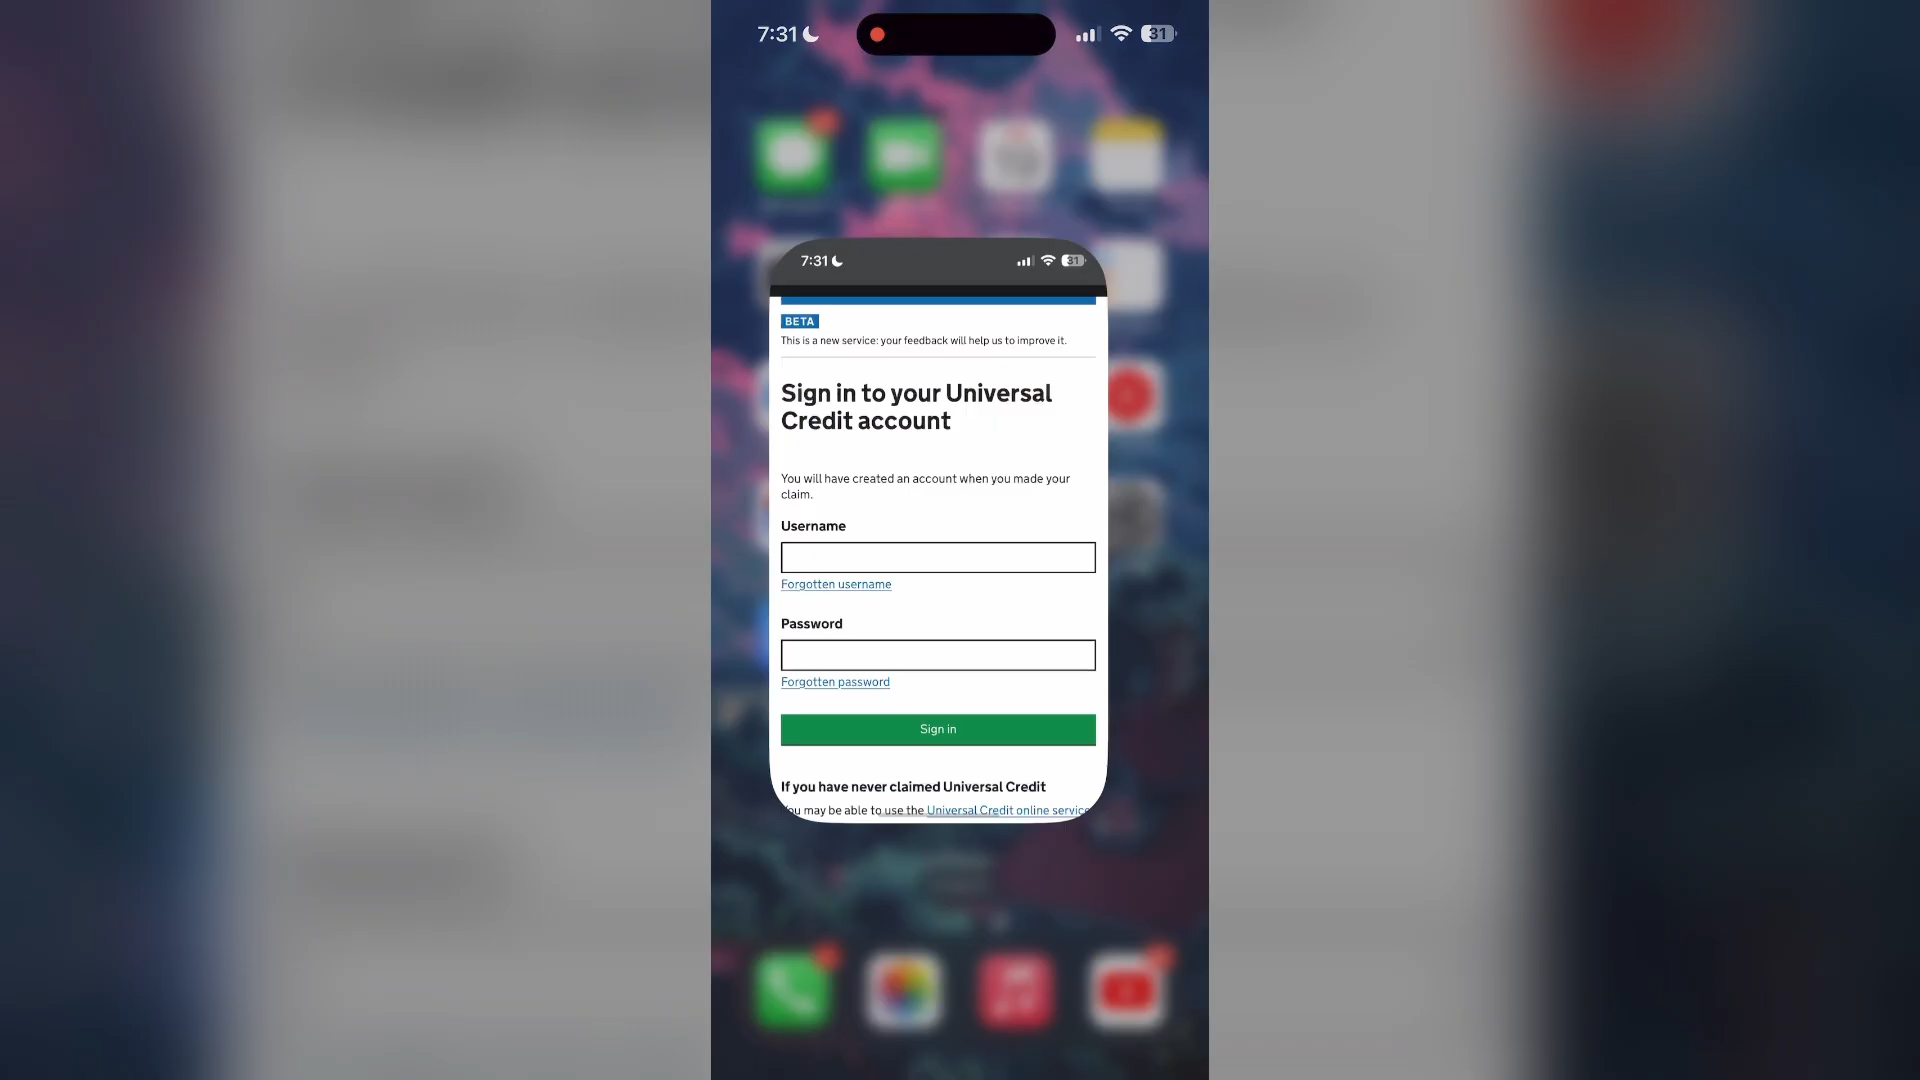 7:31
31
7:31
31
BETA
This is a new service: your feedback will help us to improve it.
Sign in to your Universal
Credit account
You will have created an account when you made your
claim.
Username
Forgotten username
Password
Forgotten password
Sign in
If you have never claimed Universal Credit
You may be able to use the Universal Credit online service